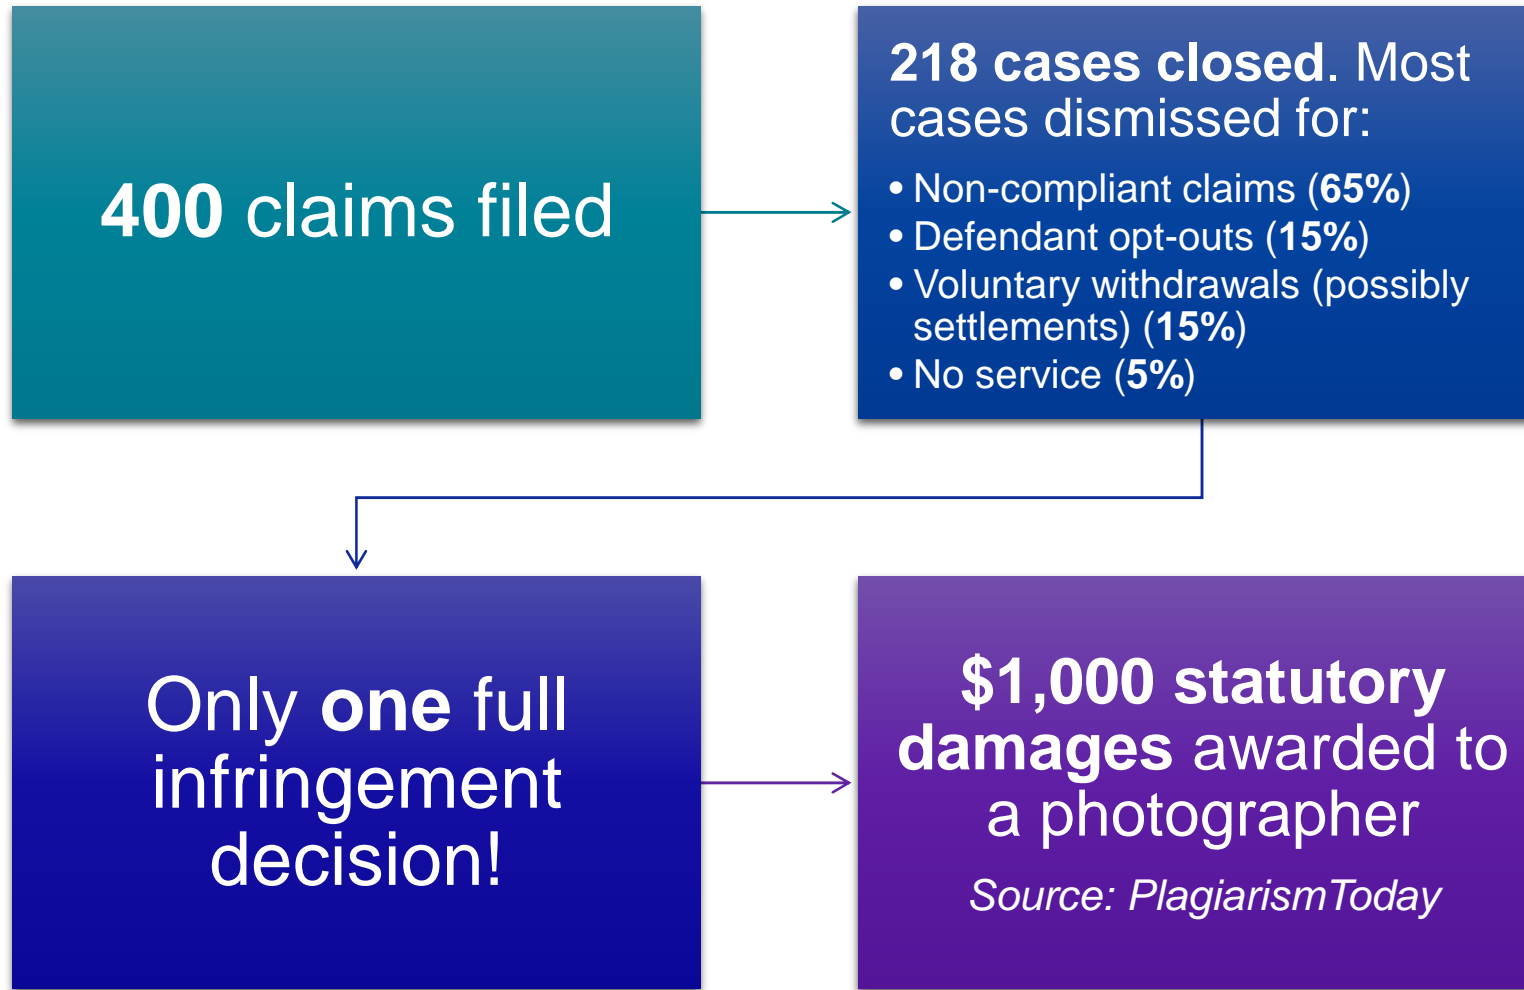 400 claims filed
218 cases closed. Most
cases dismissed for:
• Non-compliant claims (65%)
• Defendant opt-outs (15%)
• Voluntary withdrawals (possibly
settlements) (15%)
• No service (5%)
Only one full
infringement
decision!
$1,000 statutory
damages awarded to
a photographer
Source: PlagiarismToday